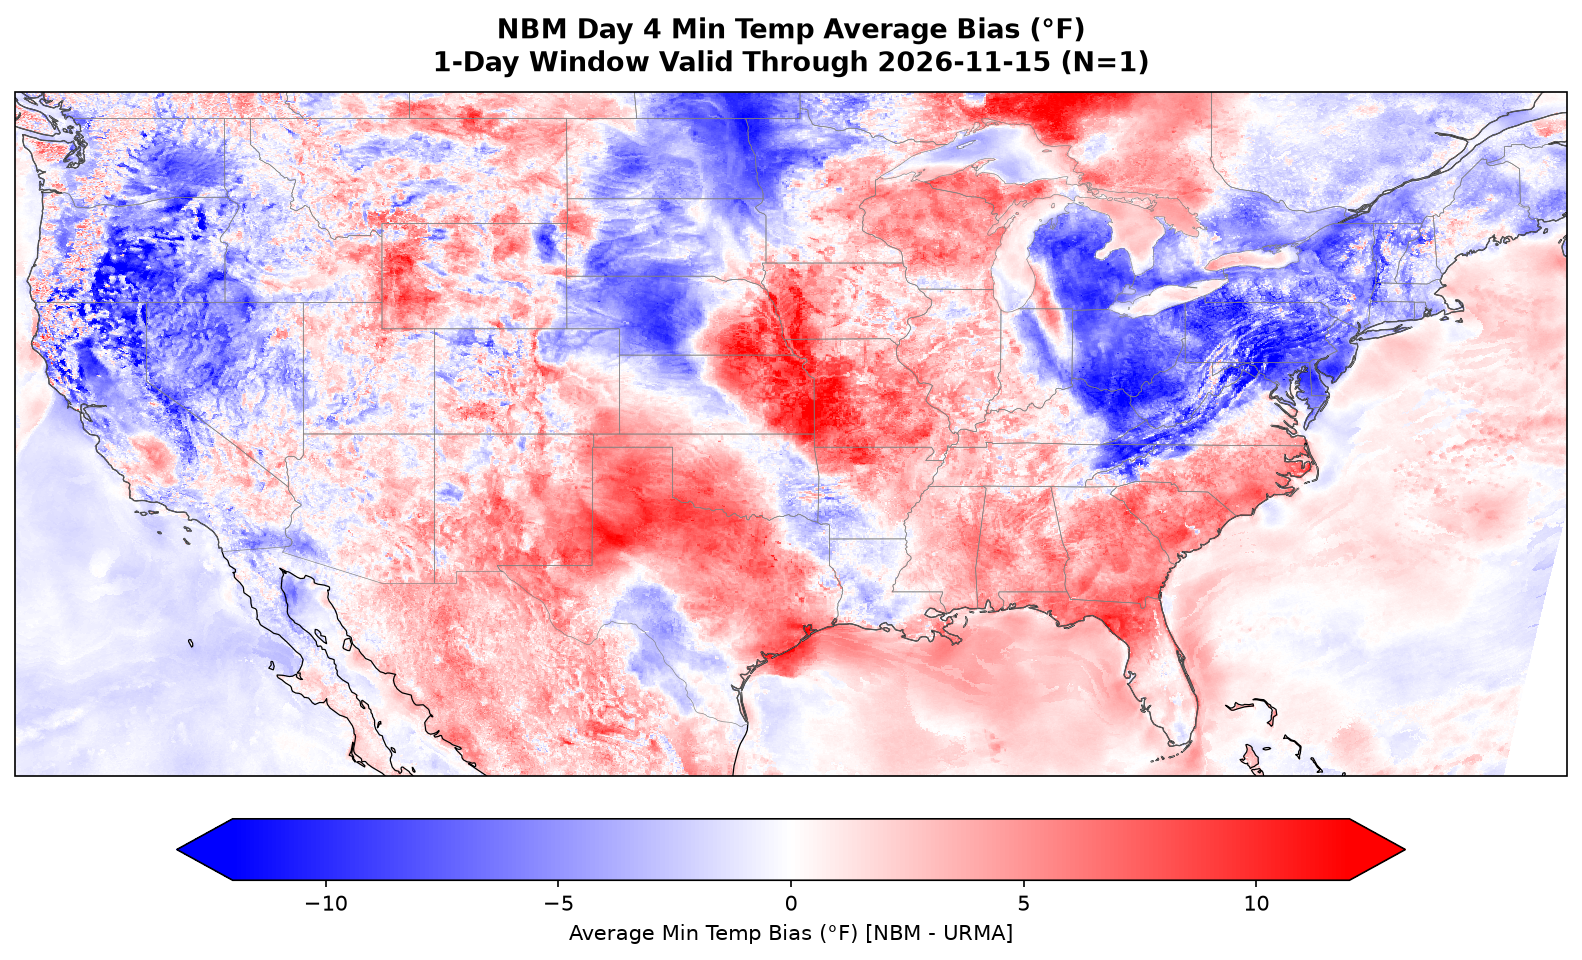 NBM Day 4 Min Temp Average Bias (°F)
1-Day Window Valid Through 2026-11-15 (N=1)
−10 −5 0 5 10
Average Min Temp Bias (°F) [NBM - URMA]